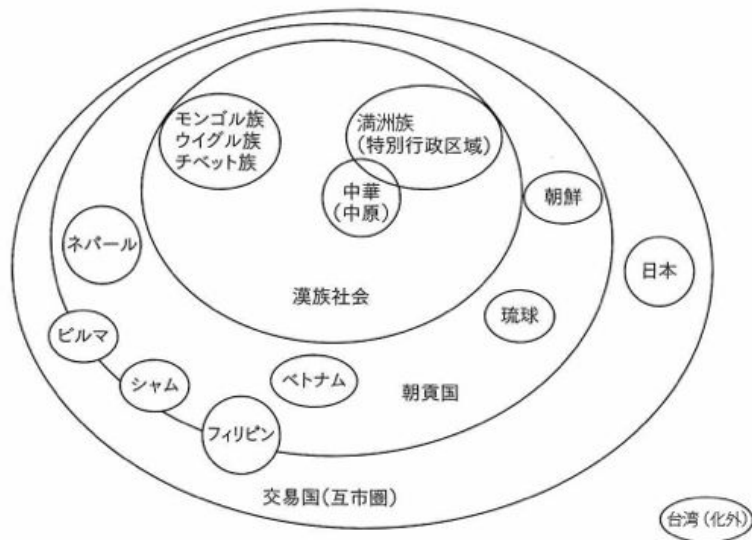 モンゴル族
ウイグル族
チベット族
満洲族
(特別行政区域)
中華
(中原)
朝鮮
ネパール
日本
漢族社会
琉球
ビルマ
シャム
ベトナム
朝貢国
フィリピン
交易国(互市圏)
台湾(化外)